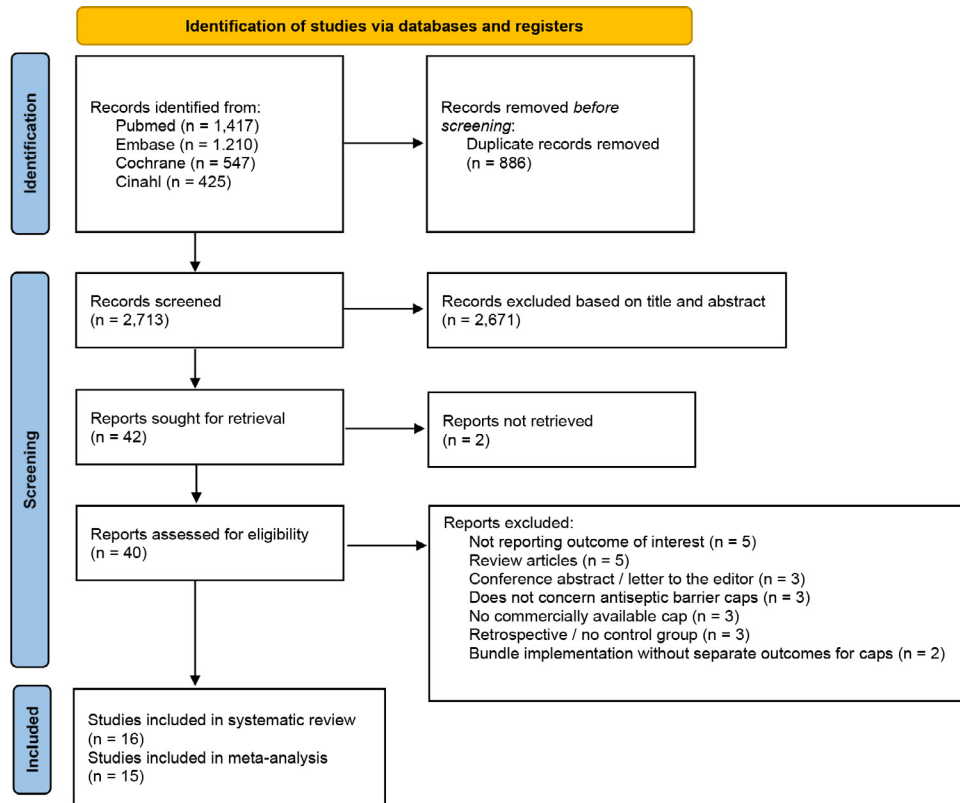 Identification of studies via databases and registers
Identification
Records identified from:
Pubmed (n = 1,417)
Embase (n = 1.210)
Cochrane (n = 547)
Cinahl (n = 425)
Records removed before
screening:
Duplicate records removed
(n = 886)
Screening
Records screened
(n = 2,713)
Records excluded based on title and abstract
(n = 2,671)
Reports sought for retrieval
(n = 42)
Reports not retrieved
(n = 2)
Reports assessed for eligibility
(n = 40)
Reports excluded:
Not reporting outcome of interest (n = 5)
Review articles (n = 5)
Conference abstract / letter to the editor (n = 3)
Does not concern antiseptic barrier caps (n = 3)
No commercially available cap (n = 3)
Retrospective / no control group (n = 3)
Bundle implementation without separate outcomes for caps (n = 2)
Included
Studies included in systematic review
(n = 16)
Studies included in meta-analysis
(n = 15)